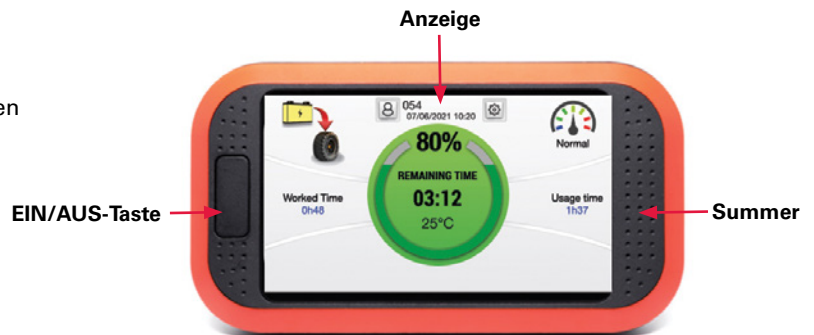 Anzeige
en
054
07/06/2021 10:20
80%
Normal
REMAINING TIME
03:12
25°C
Worked Time
0h48
Usage time
1h37
EIN/AUS-Taste
Summer